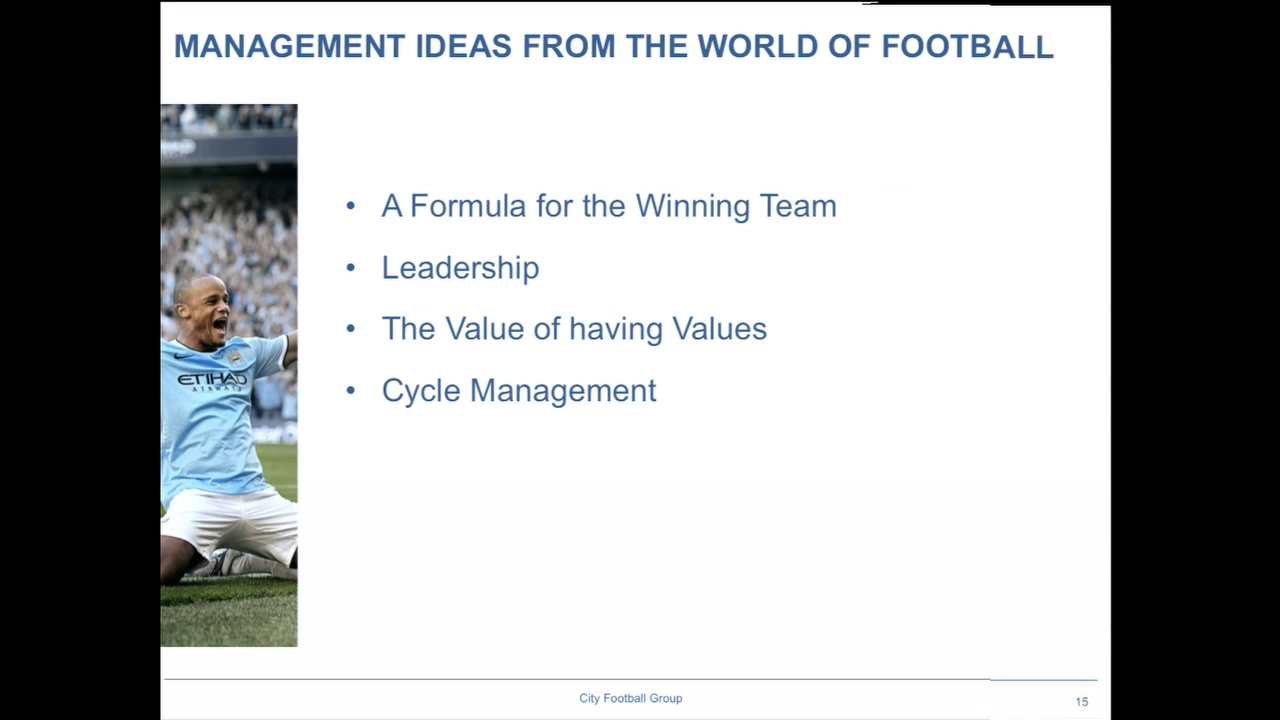 MANAGEMENT IDEAS FROM THE WORLD OF FOOTBALL
• A Formula for the Winning Team
• Leadership
• The Value of having Values
• Cycle Management
ETIHAD
AIRWAYS
City Football Group
15